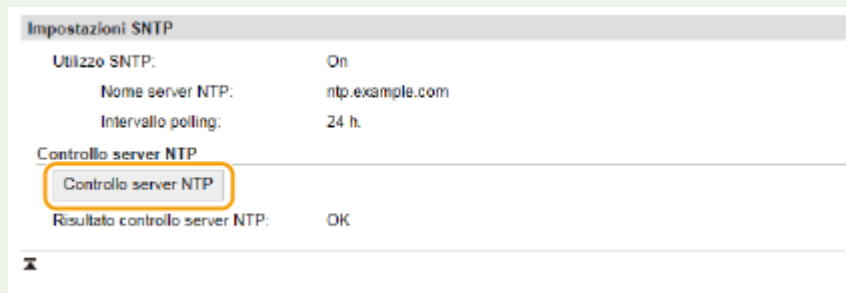 Impostazioni SNTP
Utilizzo SNTP: On
Nome server NTP: ntp.example.com
Intervallo polling: 24 h.
Controllo server NTP
Controllo server NTP
Risultato controllo server NTP: OK